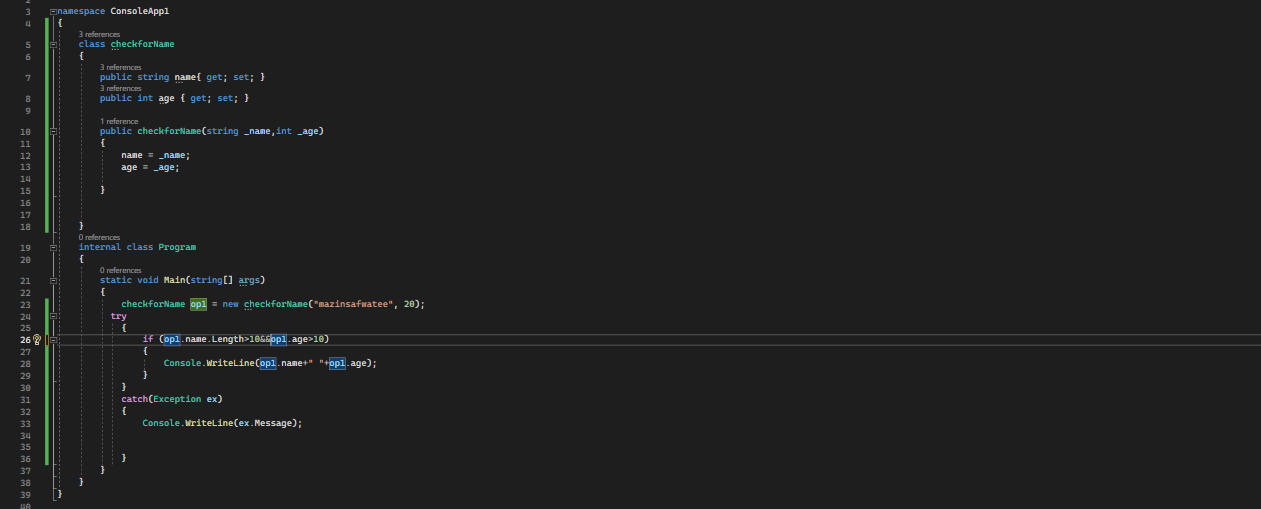 3 namespace ConsoleApp1
4 {
3 references
5 class checkforName
6 {
3 references
7 public string name{ get; set; }
3 references
8 public int age { get; set; }
9
1 reference
10 public checkforName(string _name,int _age)
11 {
12 name = _name;
13 age = _age;
14
15 }
16
17
18 }
0 references
19 internal class Program
20 {
0 references
21 static void Main(string[] args)
22 {
23 checkforName op1 = new checkforName("mazinsafwatee", 20);
24 try
25 {
26 if (op1.name.Length>10&&op1.age>10)
27 {
28 Console.WriteLine(op1.name+" "+op1.age);
29 }
30 }
31 catch(Exception ex)
32 {
33 Console.WriteLine(ex.Message);
34
35
36 }
37 }
38 }
39 }
40